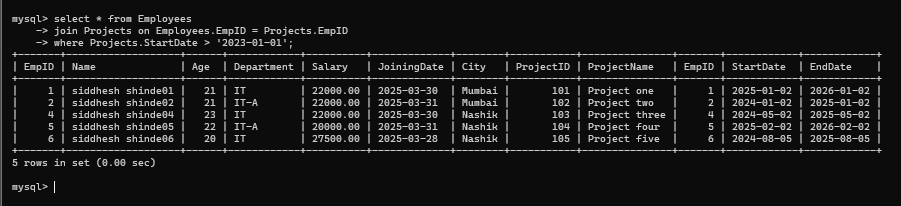 mysql> select * from Employees
    -> join Projects on Employees.EmpID = Projects.EmpID
    -> where Projects.StartDate > '2023-01-01';
+-------+------------------+------+------------+----------+-------------+--------+-----------+---------------+-------+------------+------------+
| EmpID | Name             | Age  | Department | Salary   | JoiningDate | City   | ProjectID | ProjectName   | EmpID | StartDate  | EndDate    |
+-------+------------------+------+------------+----------+-------------+--------+-----------+---------------+-------+------------+------------+
|     1 | siddhesh shinde01 |   21 | IT         | 22000.00 | 2025-03-30  | Mumbai |       101 | Project one   |     1 | 2025-01-02 | 2026-01-02 |
|     2 | siddhesh shinde02 |   21 | IT-A       | 22000.00 | 2025-03-31  | Mumbai |       102 | Project two   |     2 | 2024-01-02 | 2025-01-02 |
|     4 | siddhesh shinde04 |   23 | IT         | 22000.00 | 2025-03-30  | Nashik |       103 | Project three |     4 | 2024-05-02 | 2025-05-02 |
|     5 | siddhesh shinde05 |   22 | IT-A       | 20000.00 | 2025-03-31  | Nashik |       104 | Project four  |     5 | 2025-02-02 | 2026-02-02 |
|     6 | siddhesh shinde06 |   20 | IT         | 27500.00 | 2025-03-28  | Nashik |       105 | Project five  |     6 | 2024-08-05 | 2025-08-05 |
+-------+------------------+------+------------+----------+-------------+--------+-----------+---------------+-------+------------+------------+
5 rows in set (0.00 sec)
mysql>